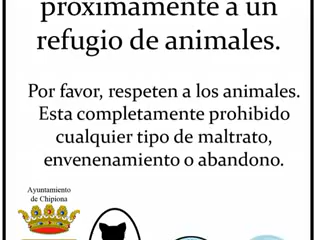 próximamente a un
refugio de animales.
Por favor, respeten a los animales.
Esta completamente prohibido
cualquier tipo de maltrato,
envenenamiento o abandono.
Ayuntamiento
de Chipiona